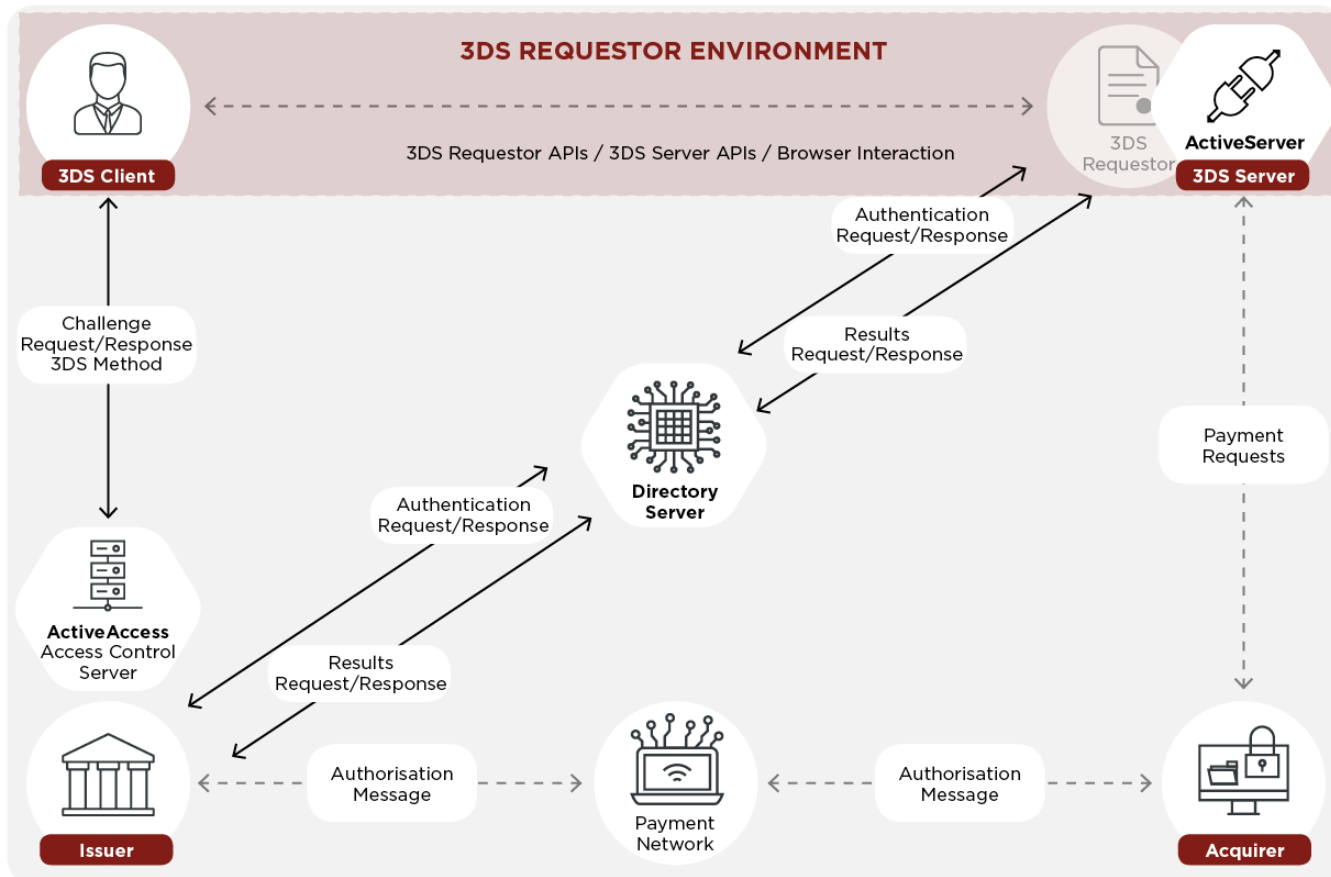 3DS REQUESTOR ENVIRONMENT
3DS Requestor APIs / 3DS Server APIs / Browser Interaction
3DS Client
3DS
Requestor
ActiveServer
3DS Server
Authentication
Request/Response
Results
Request/Response
Challenge
Request/Response
3DS Method
Payment
Requests
Directory
Server
Authentication
Request/Response
Results
Request/Response
ActiveAccess
Access Control
Server
Issuer
Authorisation
Message
Payment
Network
Authorisation
Message
Acquirer